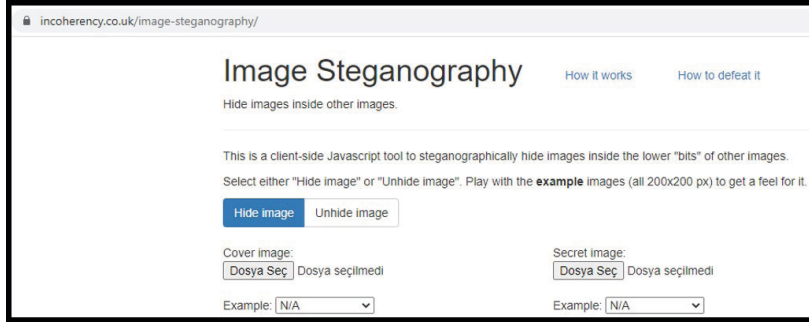 incoherency.co.uk/image-steganography/
Image Steganography How it works How to defeat it
Hide images inside other images.
This is a client-side Javascript tool to steganographically hide images inside the lower "bits" of other images.
Select either "Hide image" or "Unhide image". Play with the example images (all 200x200 px) to get a feel for it.
Hide image Unhide image
Cover image: Secret image:
Dosya Seç Dosya seçilmedi Dosya Seç Dosya seçilmedi
Example: N/A Example: N/A